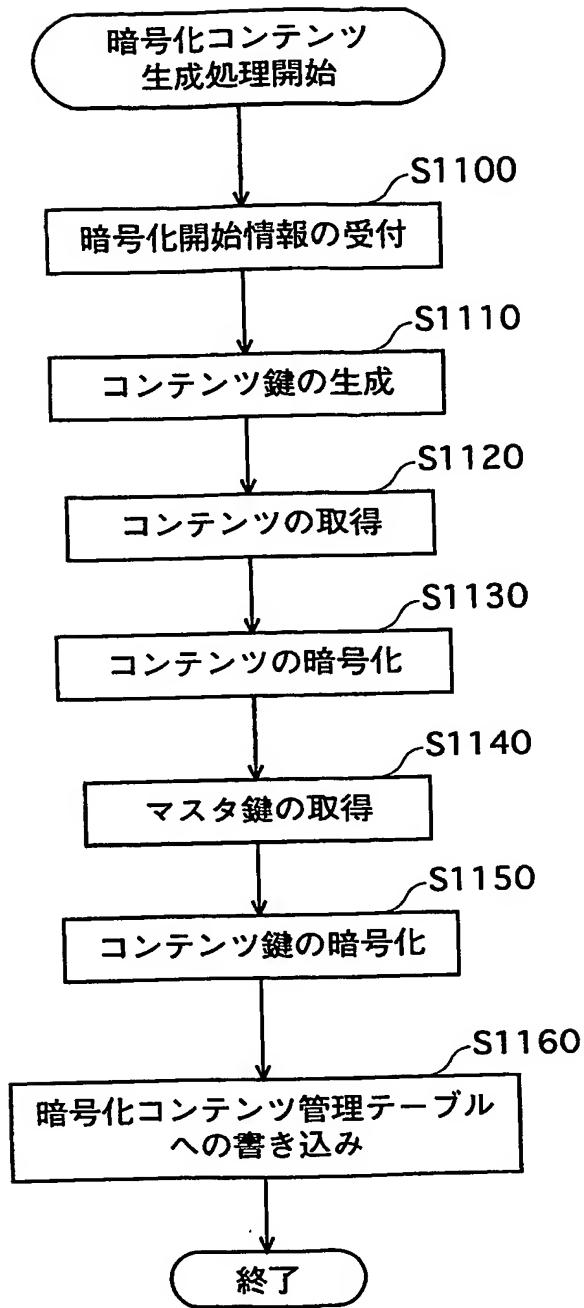 暗号化コンテンツ
生成処理開始
S1100
暗号化開始情報の受付
S1110
コンテンツ鍵の生成
S1120
コンテンツの取得
S1130
コンテンツの暗号化
S1140
マスタ鍵の取得
S1150
コンテンツ鍵の暗号化
S1160
暗号化コンテンツ管理テーブル
への書き込み
終了